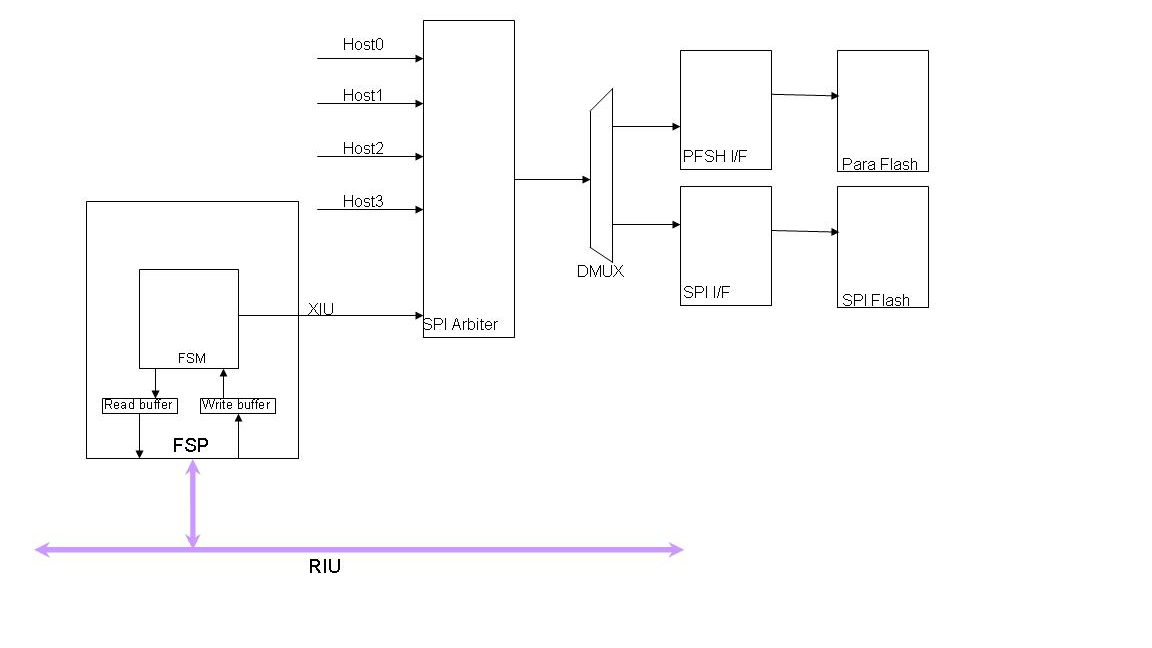 Host0
Host1
Host2
Host3
XIU
SPI Arbiter
DMUX
PFSH I/F
Para Flash
SPI I/F
SPI Flash
FSM
Read buffer
Write buffer
FSP
RIU